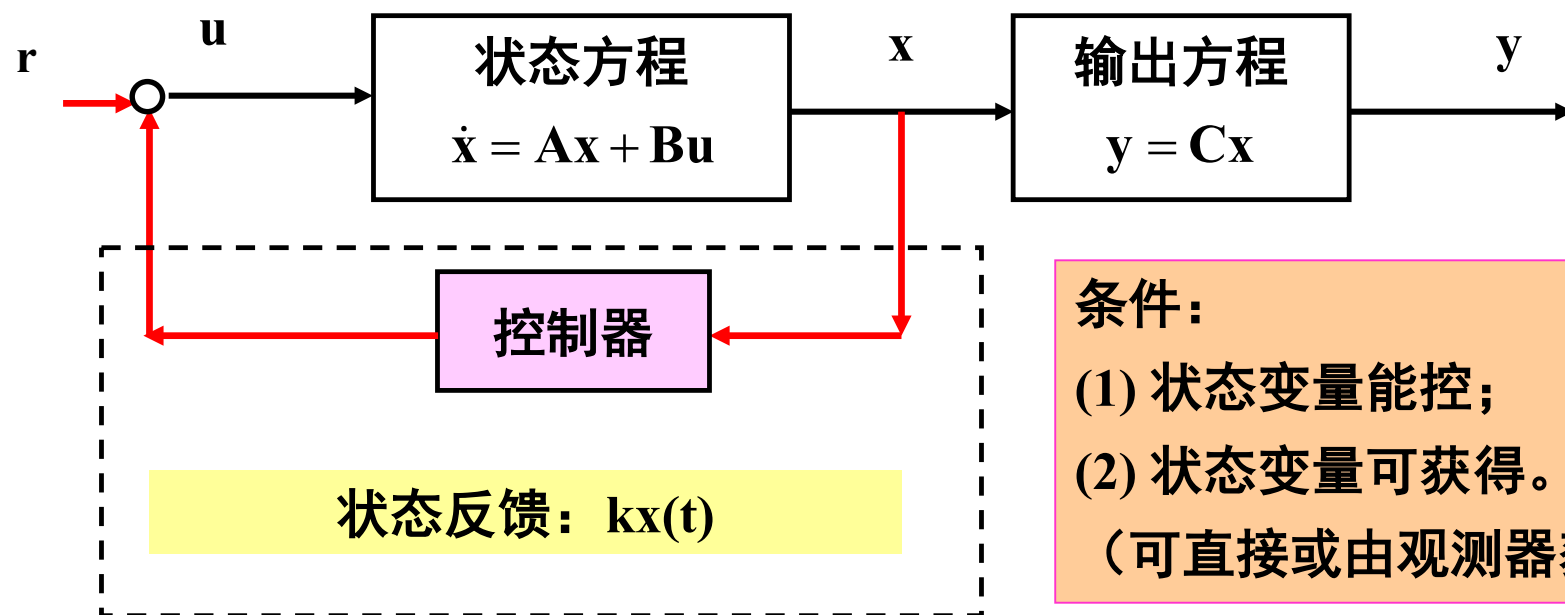 r
u
状态方程
ẋ = Ax + Bu
x
输出方程
y = Cx
y
控制器
状态反馈：kx(t)
条件：
(1) 状态变量能控；
(2) 状态变量可获得。
（可直接或由观测器